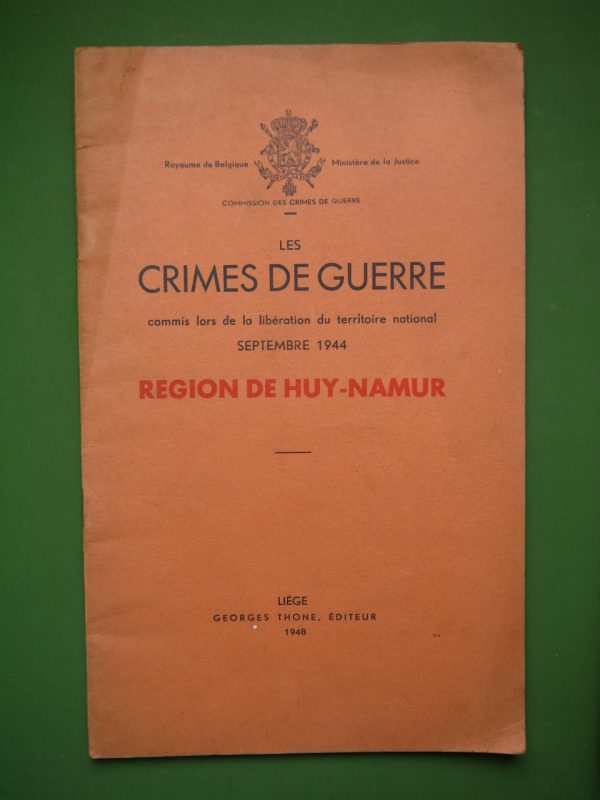 Royaume de Belgique Ministère de la Justice
COMMISSION DES CRIMES DE GUERRE
LES
CRIMES DE GUERRE
commis lors de la libération du territoire national
SEPTEMBRE 1944
REGION DE HUY-NAMUR
LIÈGE
GEORGES THONE, ÉDITEUR
1948